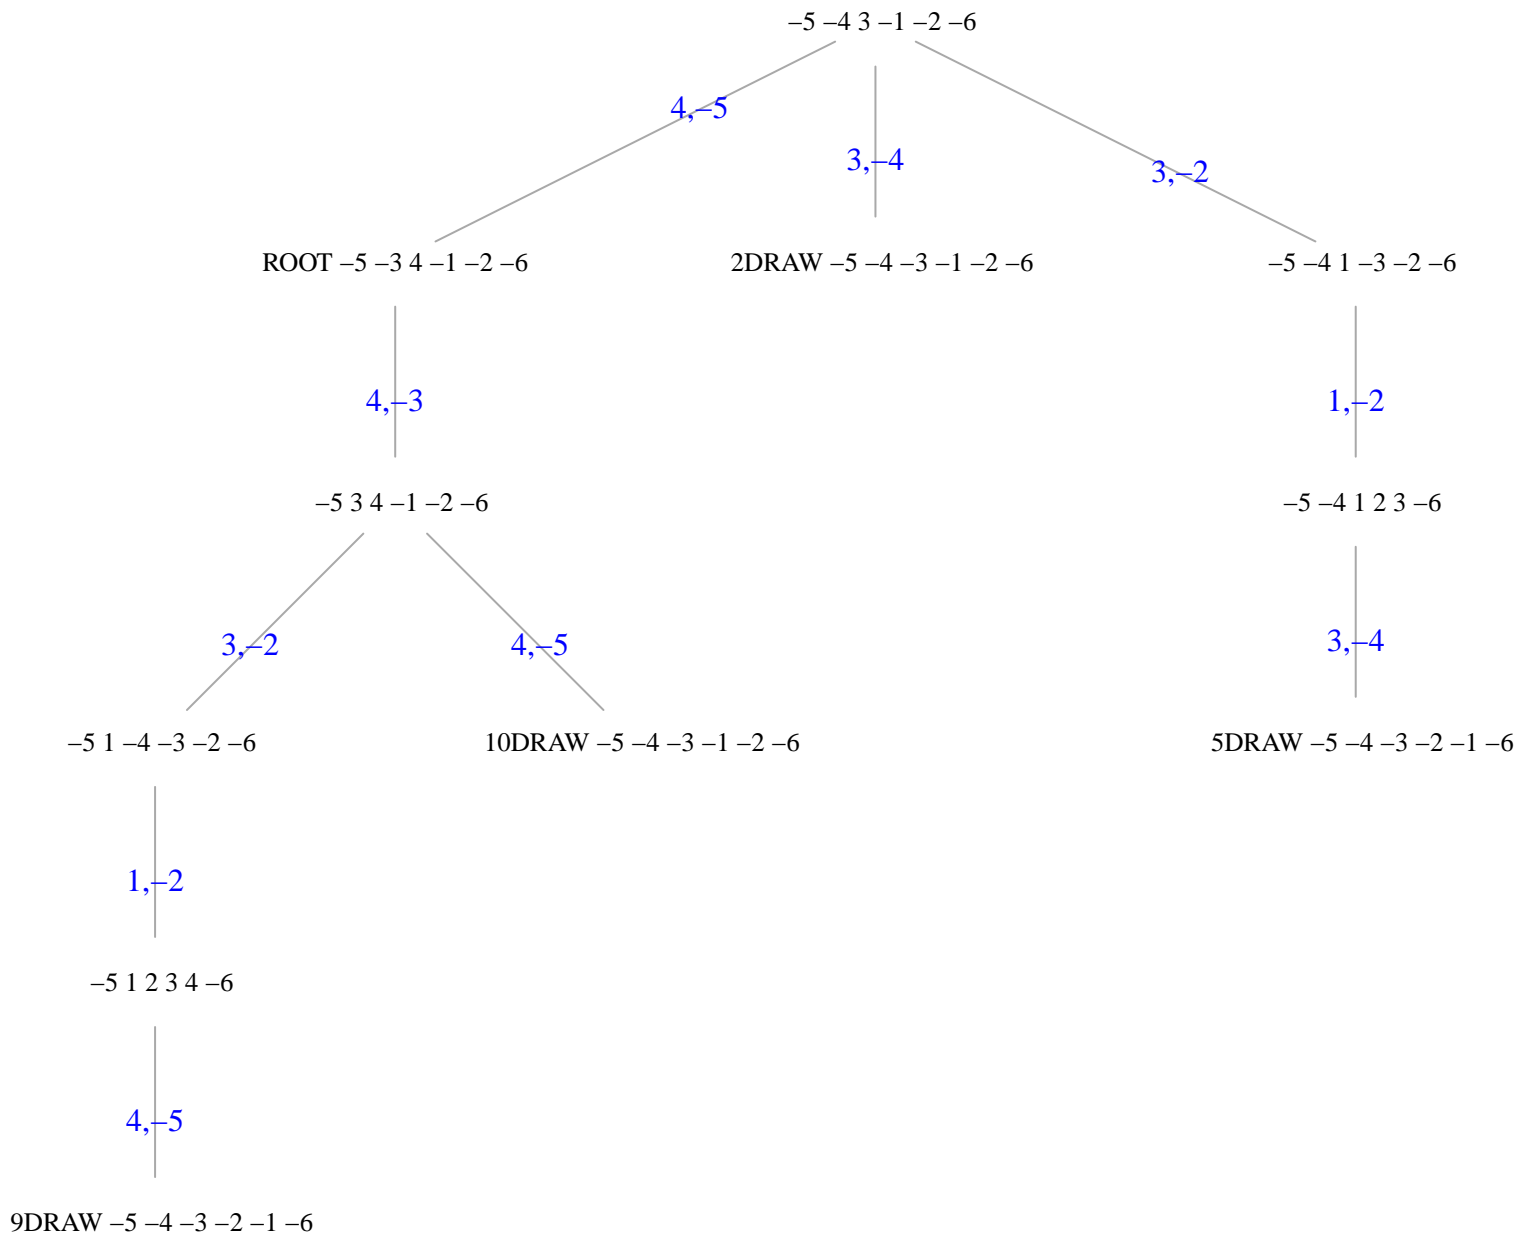 –5 –4 3 –1 –2 –6
4,–5
3,–4
3,–2
ROOT –5 –3 4 –1 –2 –6
2DRAW –5 –4 –3 –1 –2 –6
–5 –4 1 –3 –2 –6
4,–3
1,–2
–5 3 4 –1 –2 –6
–5 –4 1 2 3 –6
3,–2
4,–5
3,–4
–5 1 –4 –3 –2 –6
10DRAW –5 –4 –3 –1 –2 –6
5DRAW –5 –4 –3 –2 –1 –6
1,–2
–5 1 2 3 4 –6
4,–5
9DRAW –5 –4 –3 –2 –1 –6